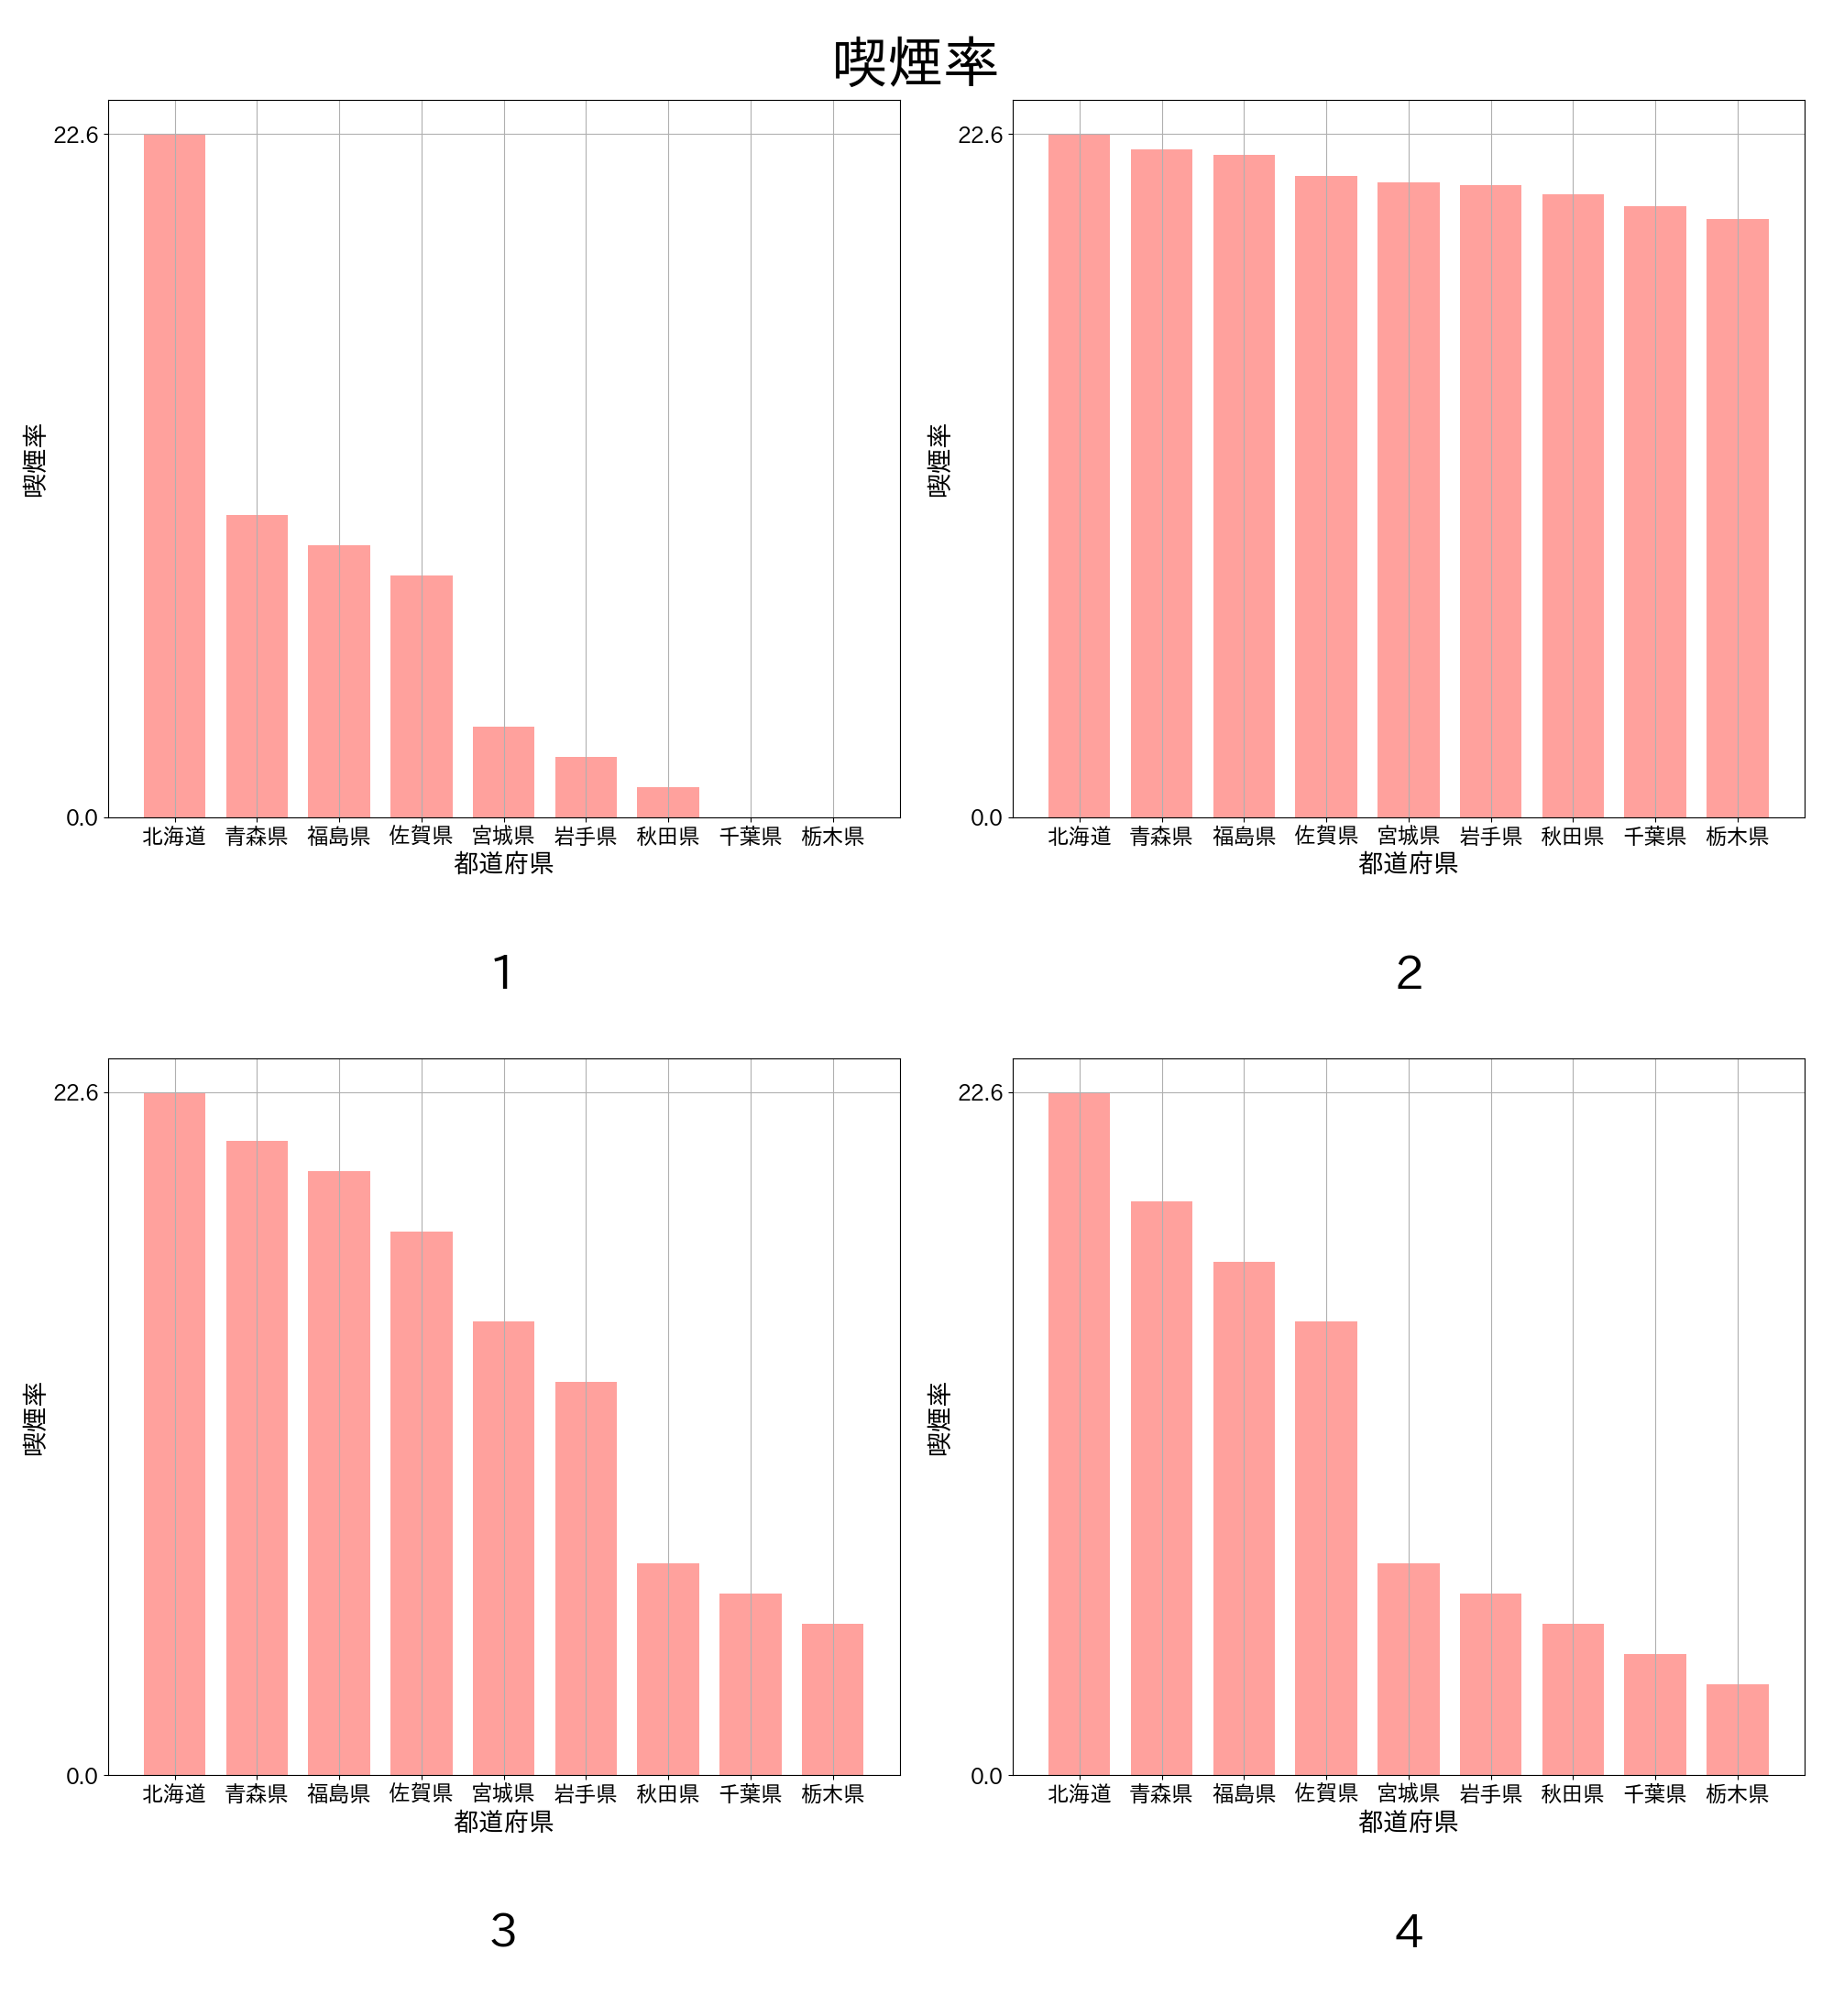 喫煙率
22.6
喫煙率
0.0
北海道 青森県 福島県 佐賀県 宮城県 岩手県 秋田県 千葉県 栃木県
都道府県
1
22.6
喫煙率
0.0
北海道 青森県 福島県 佐賀県 宮城県 岩手県 秋田県 千葉県 栃木県
都道府県
2
22.6
喫煙率
0.0
北海道 青森県 福島県 佐賀県 宮城県 岩手県 秋田県 千葉県 栃木県
都道府県
3
22.6
喫煙率
0.0
北海道 青森県 福島県 佐賀県 宮城県 岩手県 秋田県 千葉県 栃木県
都道府県
4